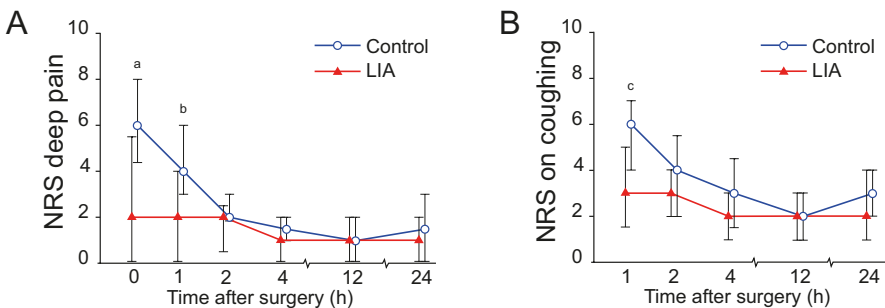 A
NRS deep pain
10
8
6
4
2
0
a
b
Control
LIA
0 1 2 4 12 24
Time after surgery (h)
B
NRS on coughing
10
8
6
4
2
0
c
Control
LIA
1 2 4 12 24
Time after surgery (h)